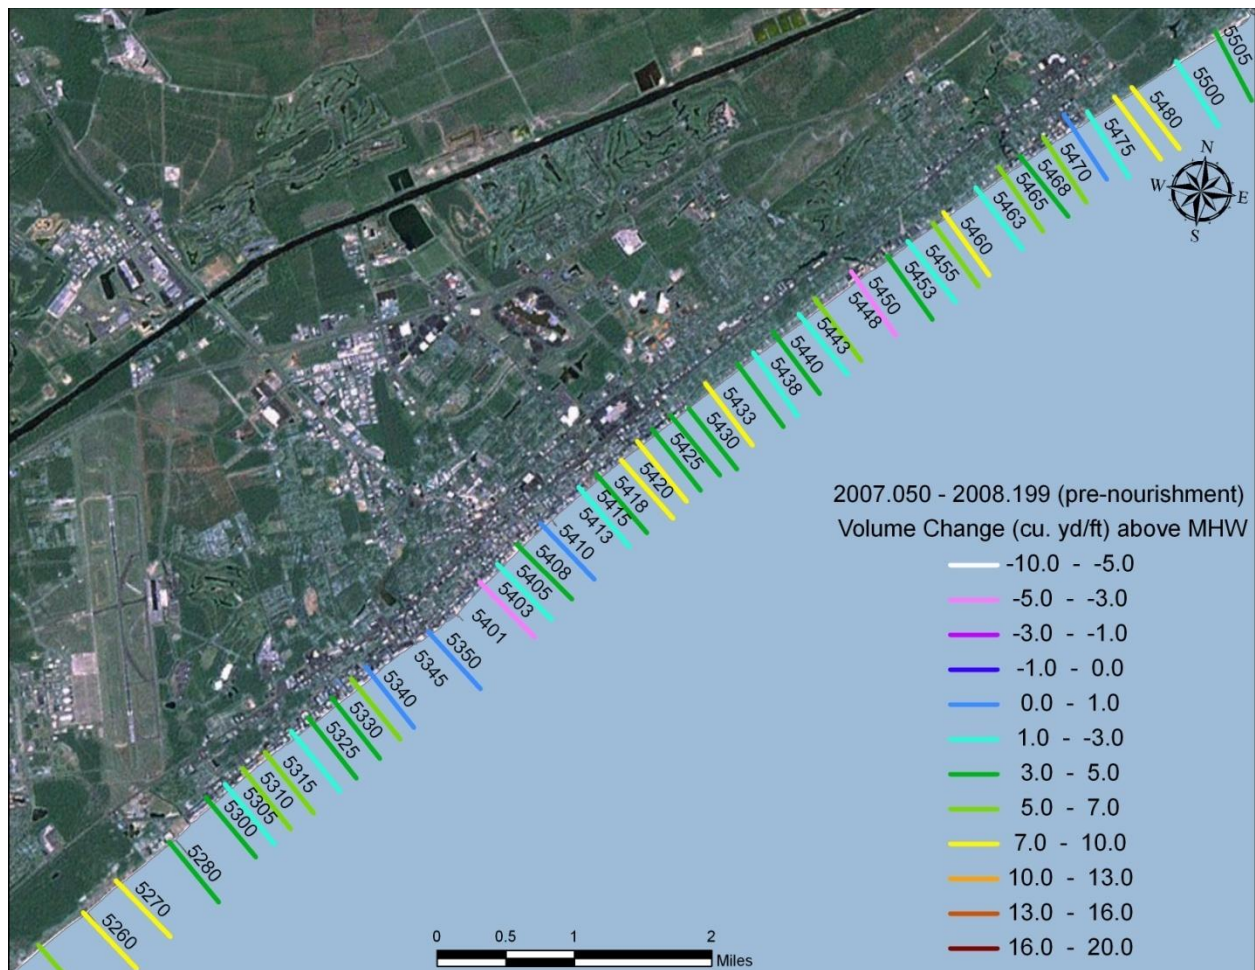 5505
5500
5480
5475
5470
5468
5465
5463
5460
5455
5453
5450
5448
5443
5440
5438
5433
5430
5425
5420
5418
5415
5413
5410
5408
5405
5403
5401
5350
5345
5340
5330
5325
5315
5310
5305
5300
5280
5270
5260
N
W E
S
2007.050 - 2008.199 (pre-nourishment)
Volume Change (cu. yd/ft) above MHW
-10.0 - -5.0
-5.0 - -3.0
-3.0 - -1.0
-1.0 - 0.0
0.0 - 1.0
1.0 - -3.0
3.0 - 5.0
5.0 - 7.0
7.0 - 10.0
10.0 - 13.0
13.0 - 16.0
16.0 - 20.0
0 0.5 1 2
Miles